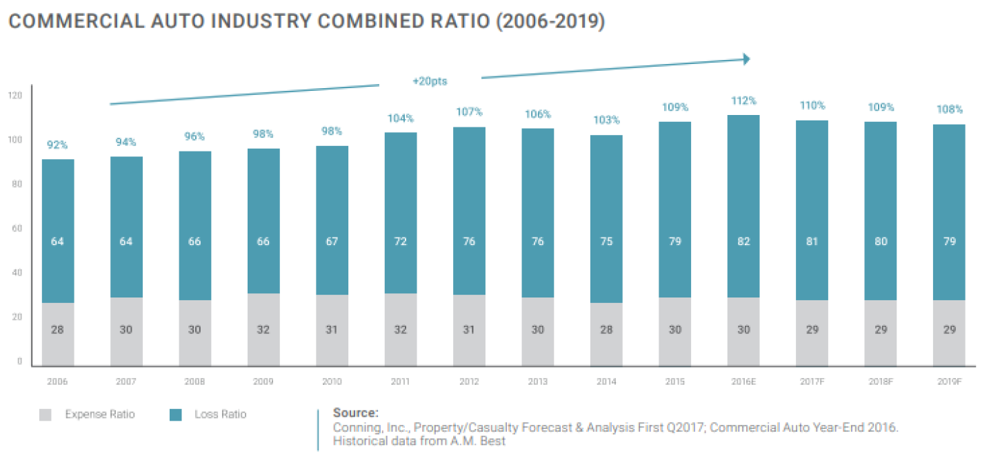 COMMERCIAL AUTO INDUSTRY COMBINED RATIO (2006-2019)
+20pts
120
100
80
60
40
20
0
92% 94% 96% 98% 98% 104% 107% 106% 103% 109% 112% 110% 109% 108%
64 64 66 66 67 72 76 76 75 79 82 81 80 79
28 30 30 32 31 32 31 30 28 30 30 29 29 29
2006 2007 2008 2009 2010 2011 2012 2013 2014 2015 2016E 2017F 2018F 2019F
Expense Ratio Loss Ratio
Source:
Conning, Inc., Property/Casualty Forecast & Analysis First Q2017; Commercial Auto Year-End 2016.
Historical data from A.M. Best